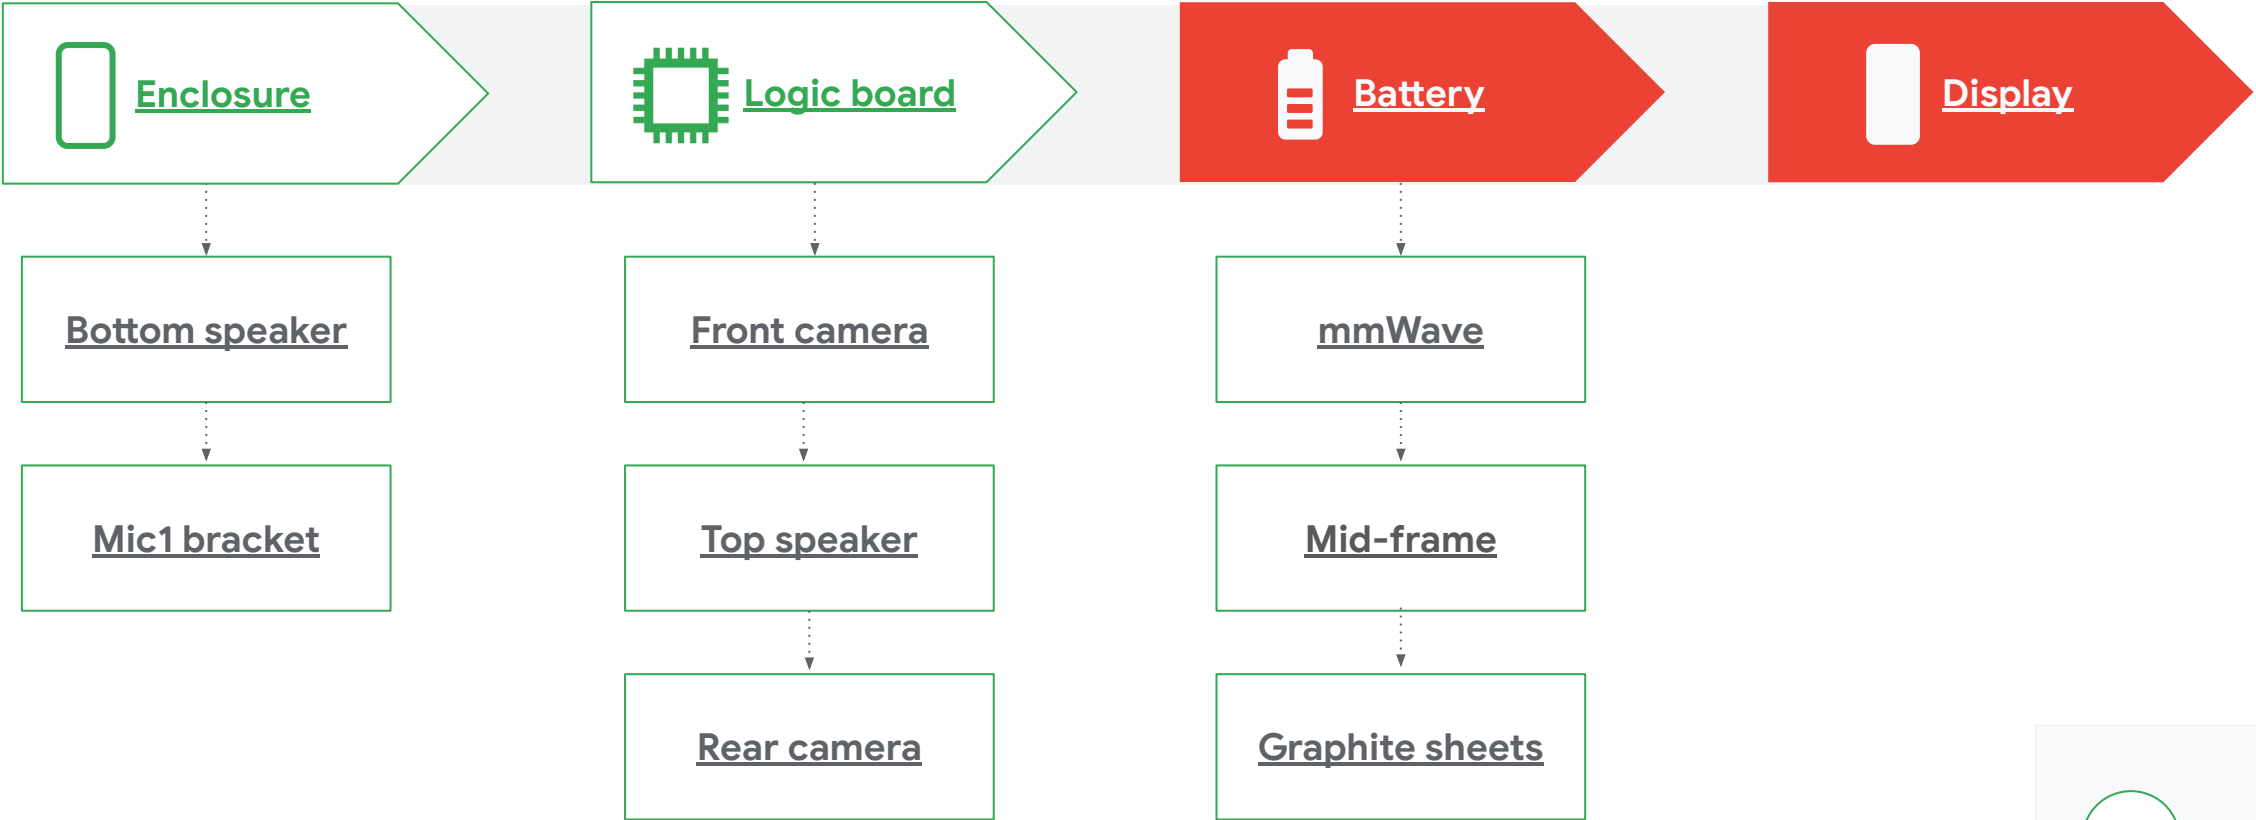 Enclosure
Logic board
Battery
Display
Bottom speaker
Front camera
mmWave
Mic1 bracket
Top speaker
Mid-frame
Rear camera
Graphite sheets